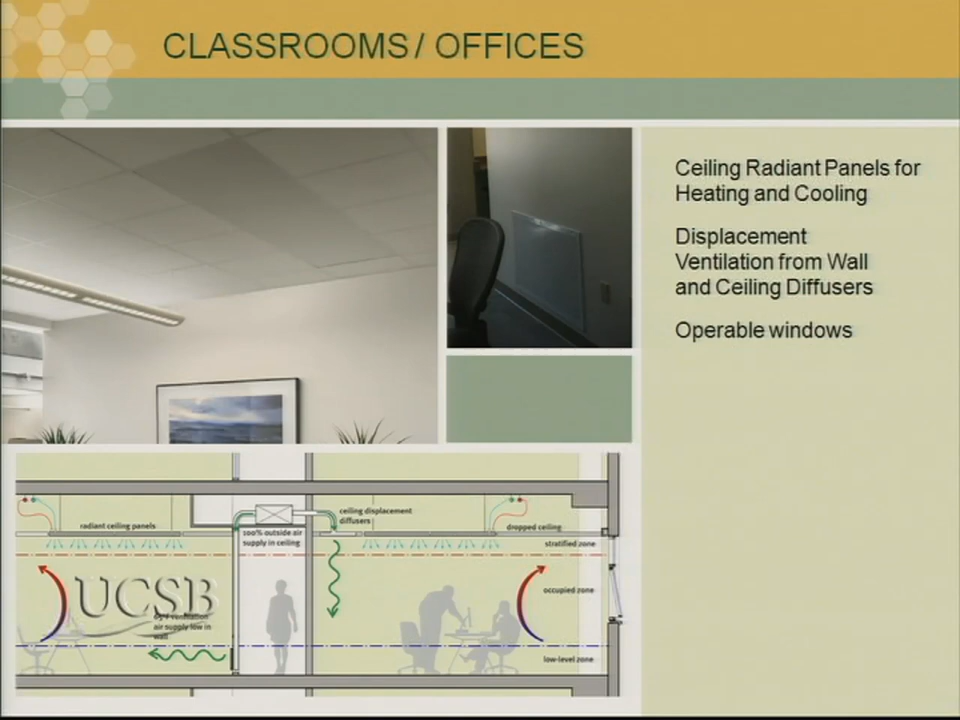 CLASSROOMS / OFFICES
Ceiling Radiant Panels for
Heating and Cooling
Displacement
Ventilation from Wall
and Ceiling Diffusers
Operable windows
radiant ceiling panels
100% outside air
supply in ceiling
ceiling displacement
diffusers
dropped ceiling
stratified zone
occupied zone
low-level zone
UCSB
ventilation
air supply low in
wall